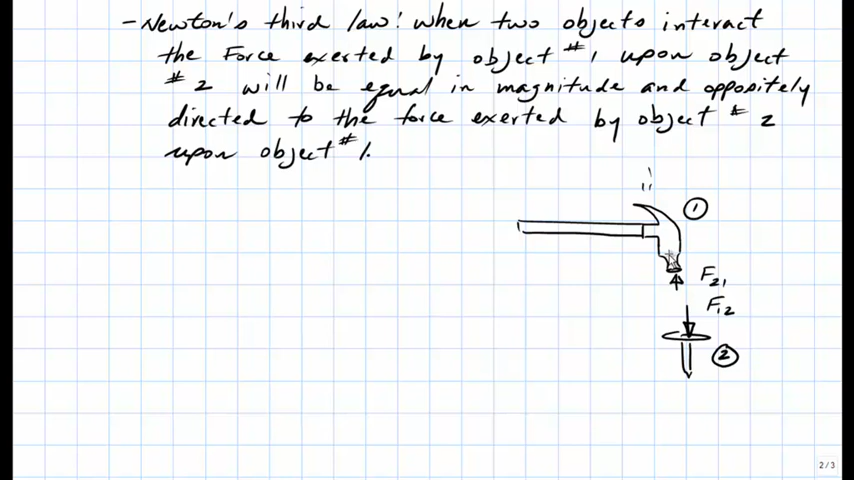 - Newton's third law: when two objects interact
the Force exerted by object #1 upon object
#2 will be equal in magnitude and oppositely
directed to the force exerted by object #2
upon object #1.
1
F21
F12
2
2/3